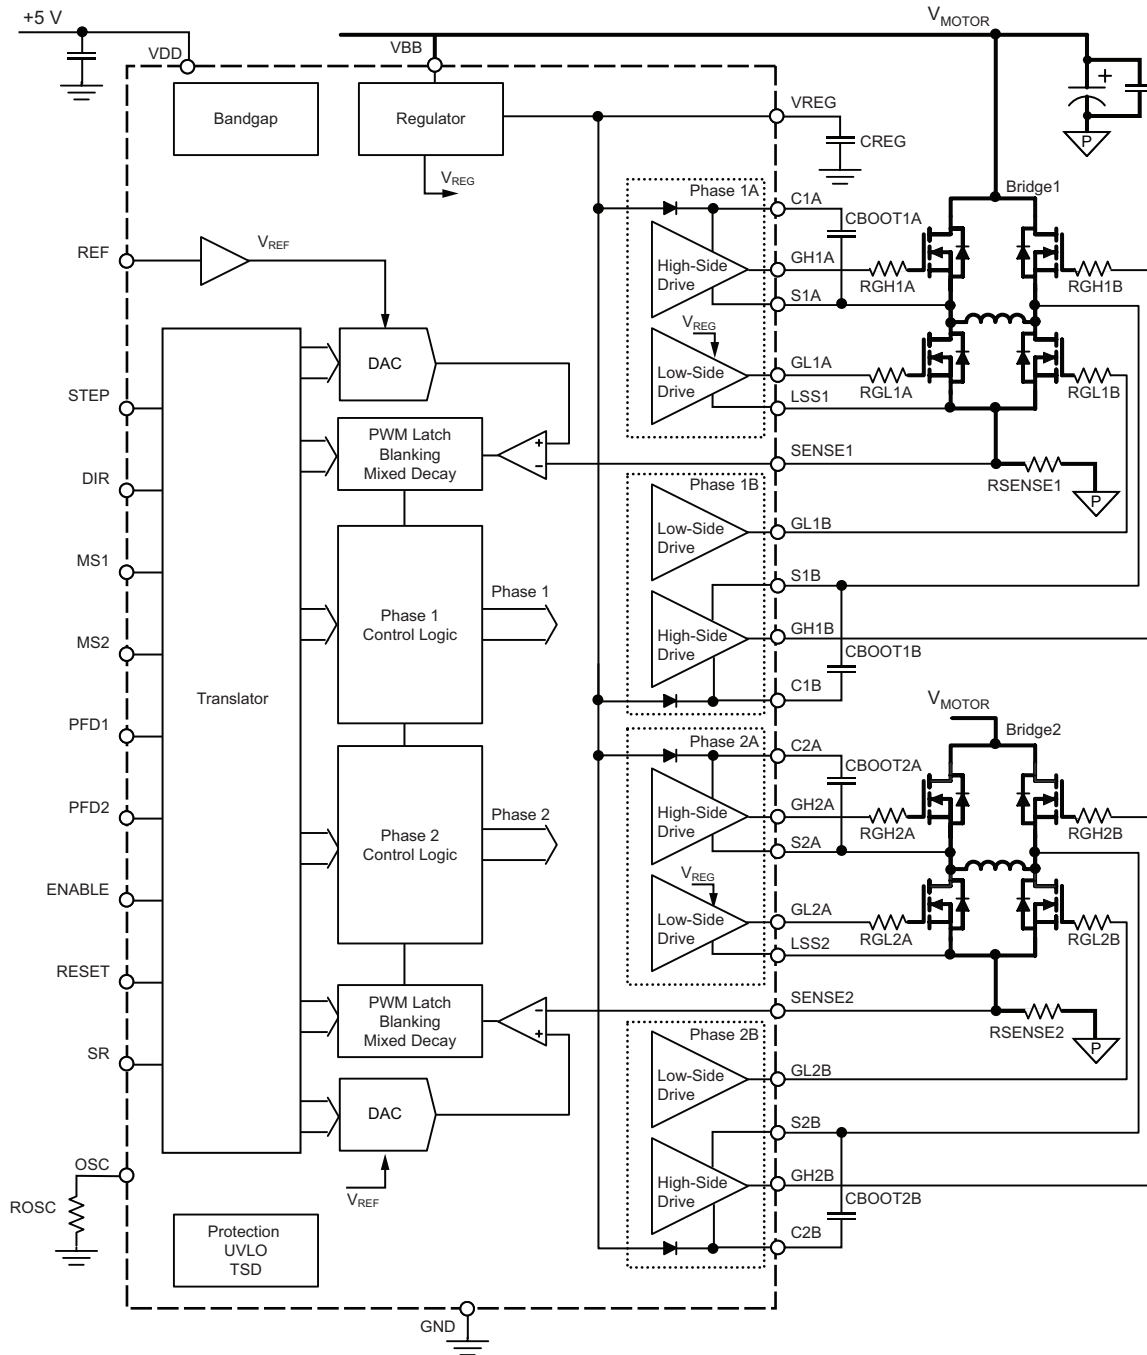 +5 V
VDD
VBB
VMOTOR
+
Bandgap
Regulator
VREG
VREG
CREG
P
Phase 1A
C1A
CBOOT1A
Bridge1
REF
VREF
High-Side
Drive
GH1A
RGH1A
RGH1B
S1A
VREG
DAC
Low-Side
Drive
GL1A
RGL1A
RGL1B
LSS1
STEP
PWM Latch
Blanking
Mixed Decay
+
–
SENSE1
RSENSE1
P
DIR
Phase 1B
Low-Side
Drive
GL1B
MS1
S1B
Phase 1
Phase 1
Control Logic
High-Side
Drive
GH1B
CBOOT1B
MS2
C1B
Translator
VMOTOR
PFD1
Phase 2A
C2A
CBOOT2A
Bridge2
PFD2
High-Side
Drive
GH2A
RGH2A
RGH2B
Phase 2
Phase 2
Control Logic
S2A
VREG
ENABLE
Low-Side
Drive
GL2A
RGL2A
RGL2B
LSS2
RESET
PWM Latch
Blanking
Mixed Decay
–
+
SENSE2
RSENSE2
P
SR
Phase 2B
Low-Side
Drive
GL2B
DAC
S2B
OSC
VREF
High-Side
Drive
GH2B
CBOOT2B
ROSC
C2B
Protection
UVLO
TSD
GND